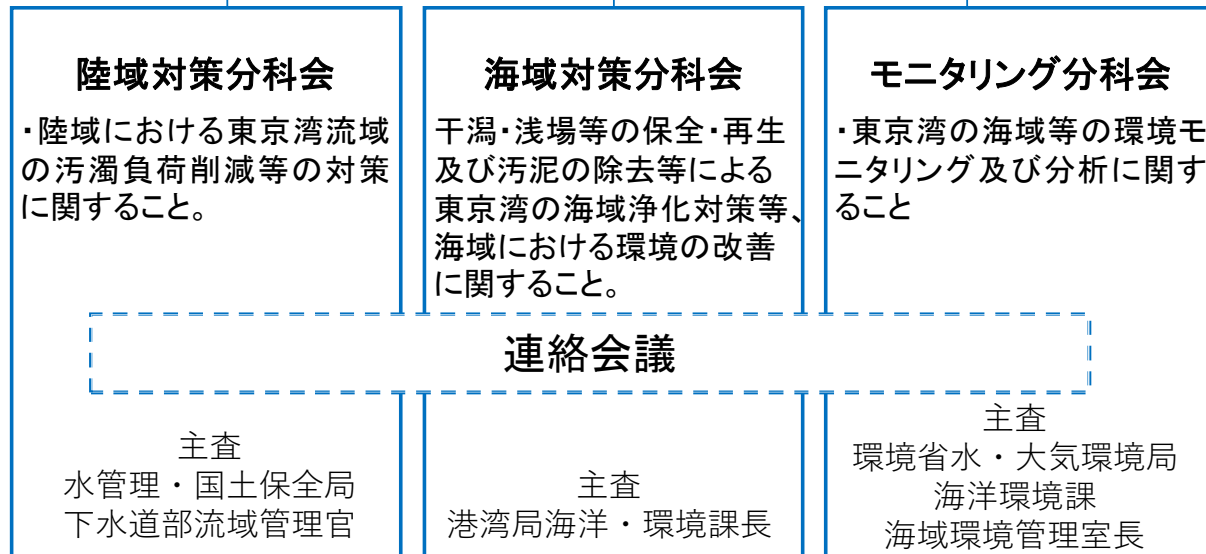 陸域対策分科会
・陸域における東京湾流域
の汚濁負荷削減等の対策
に関すること。
海域対策分科会
干潟・浅場等の保全・再生
及び汚泥の除去等による
東京湾の海域浄化対策等、
海域における環境の改善
に関すること。
モニタリング分科会
・東京湾の海域等の環境モ
ニタリング及び分析に関す
ること
連絡会議
主査
水管理・国土保全局
下水道部流域管理官
主査
港湾局海洋・環境課長
主査
環境省水・大気環境局
海洋環境課
海域環境管理室長